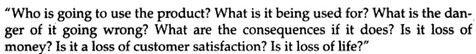 “Who is going to use the product? What is it being used for? What is the dan-
ger of it going wrong? What are the consequences if it does? Is it loss of
money? Is it a loss of customer satisfaction? Is it loss of life?”